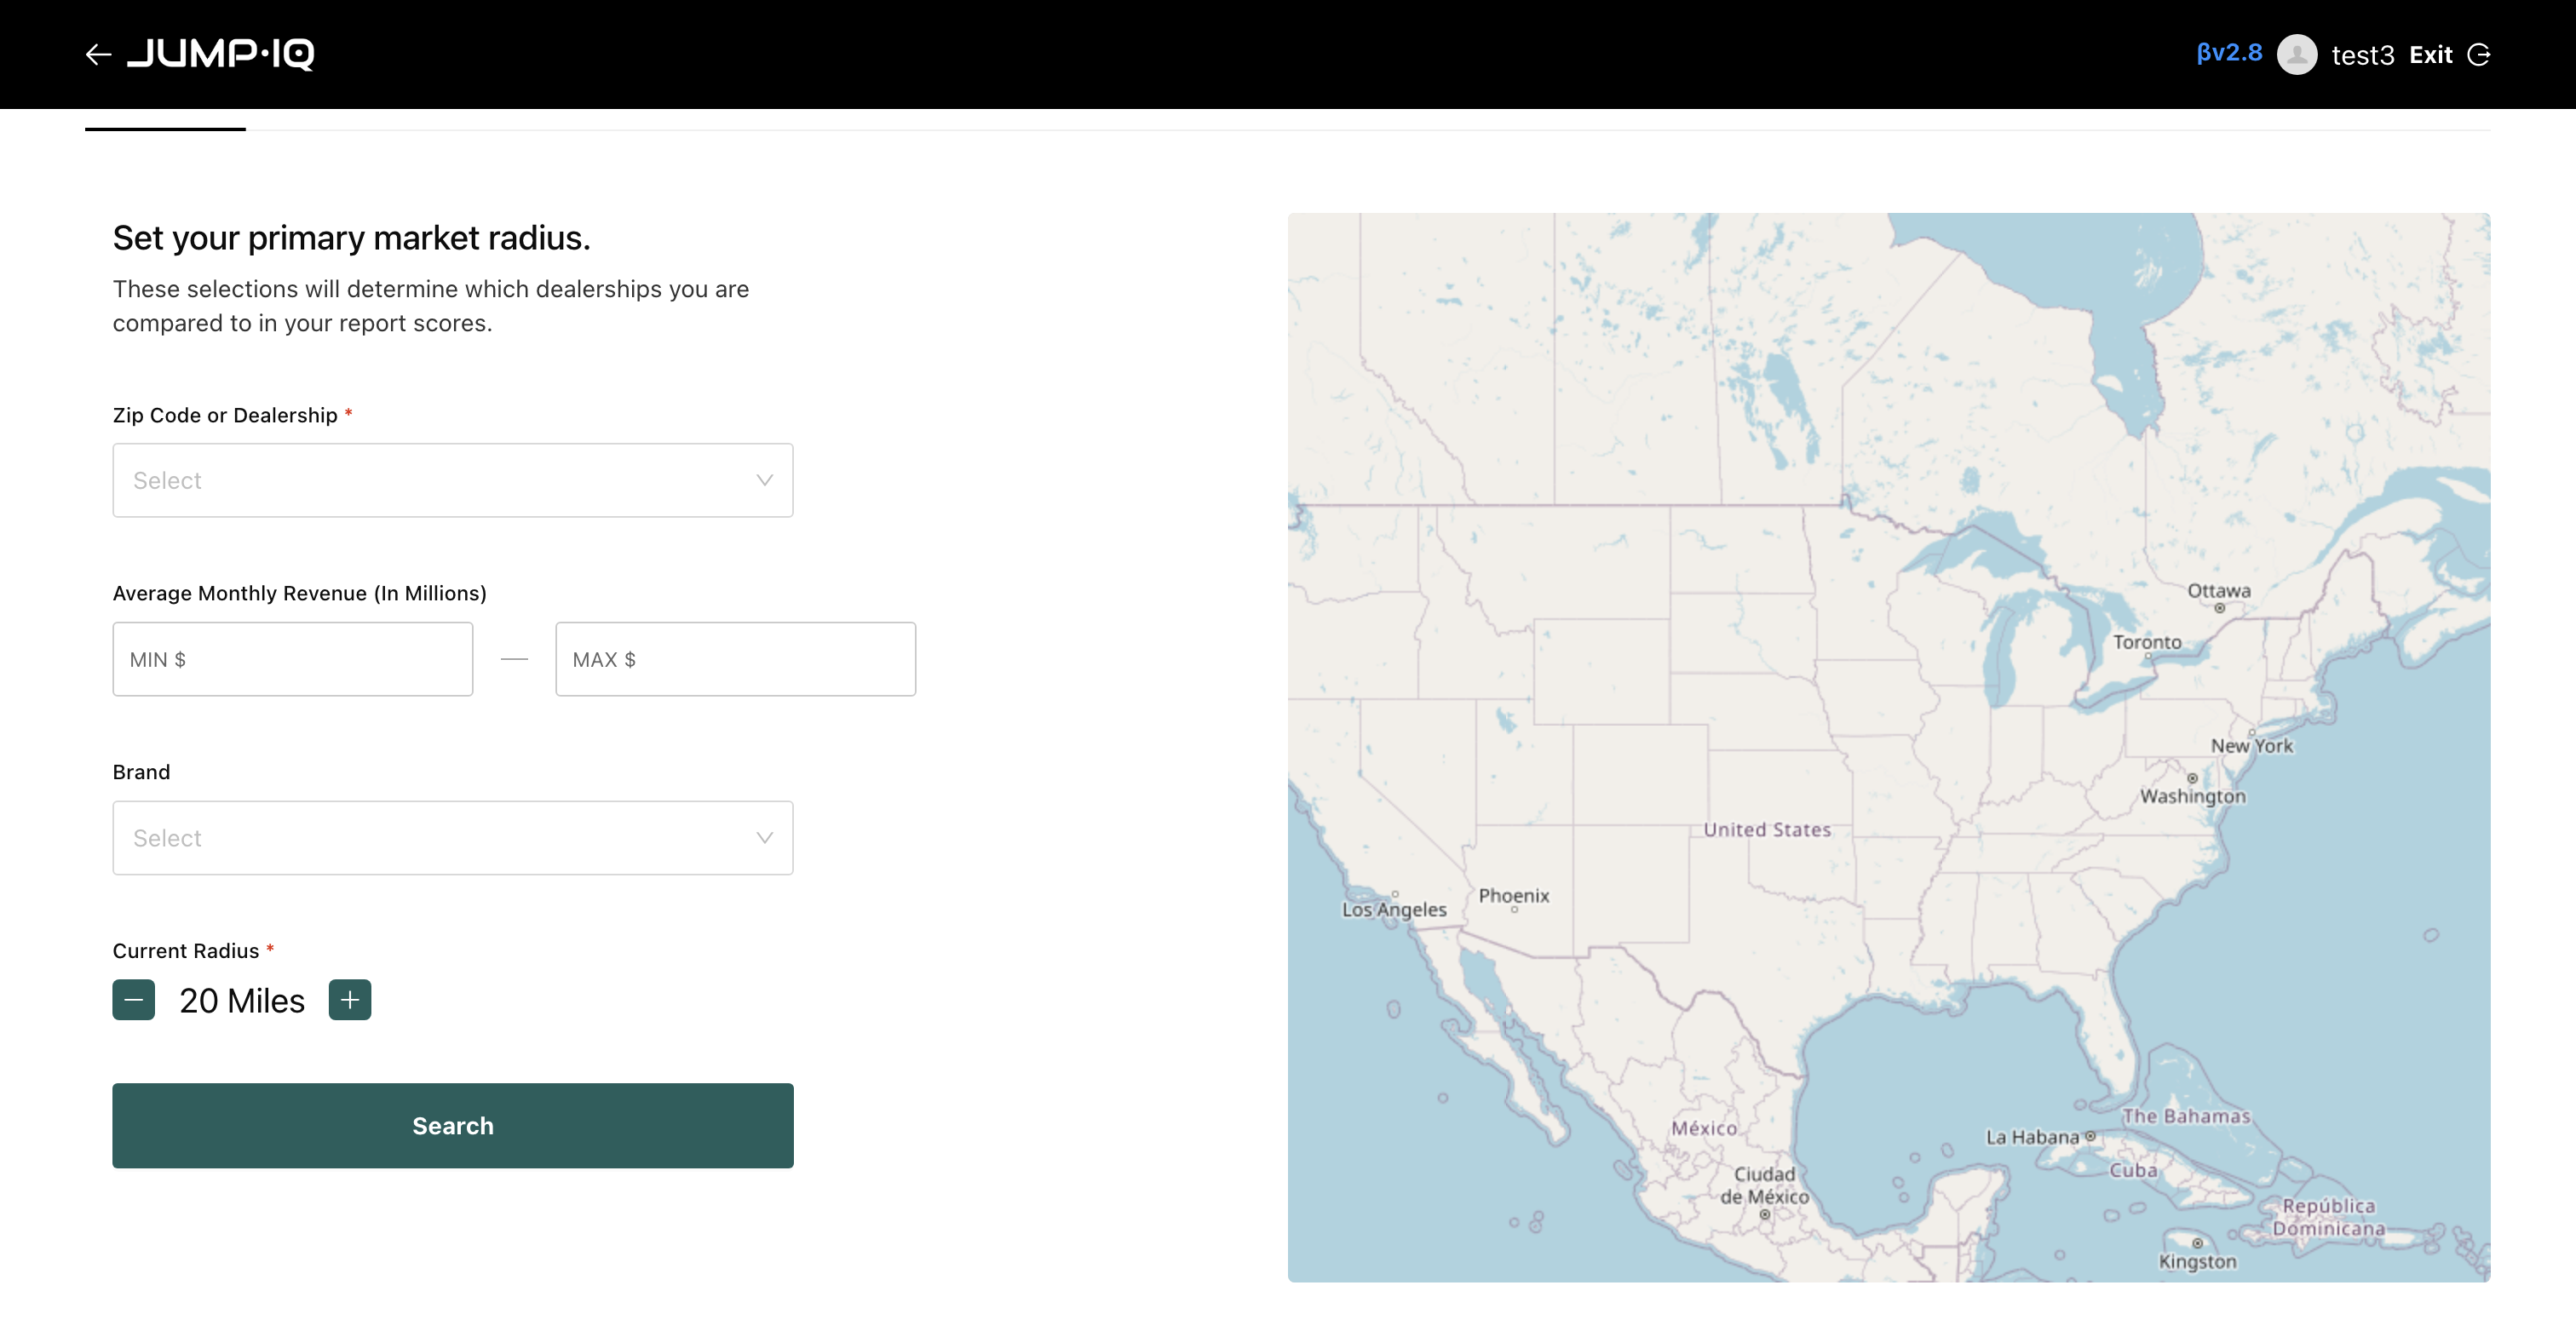 JUMP·IQ
βv2.8 test3 Exit
Set your primary market radius.
These selections will determine which dealerships you are
compared to in your report scores.
Zip Code or Dealership *
Select
Average Monthly Revenue (In Millions)
MIN $ — MAX $
Brand
Select
Current Radius *
20 Miles
Search
Ottawa
Toronto
New York
Washington
United States
Phoenix
Los Angeles
The Bahamas
México
La Habana
Cuba
Ciudad
de México
República
Dominicana
Kingston